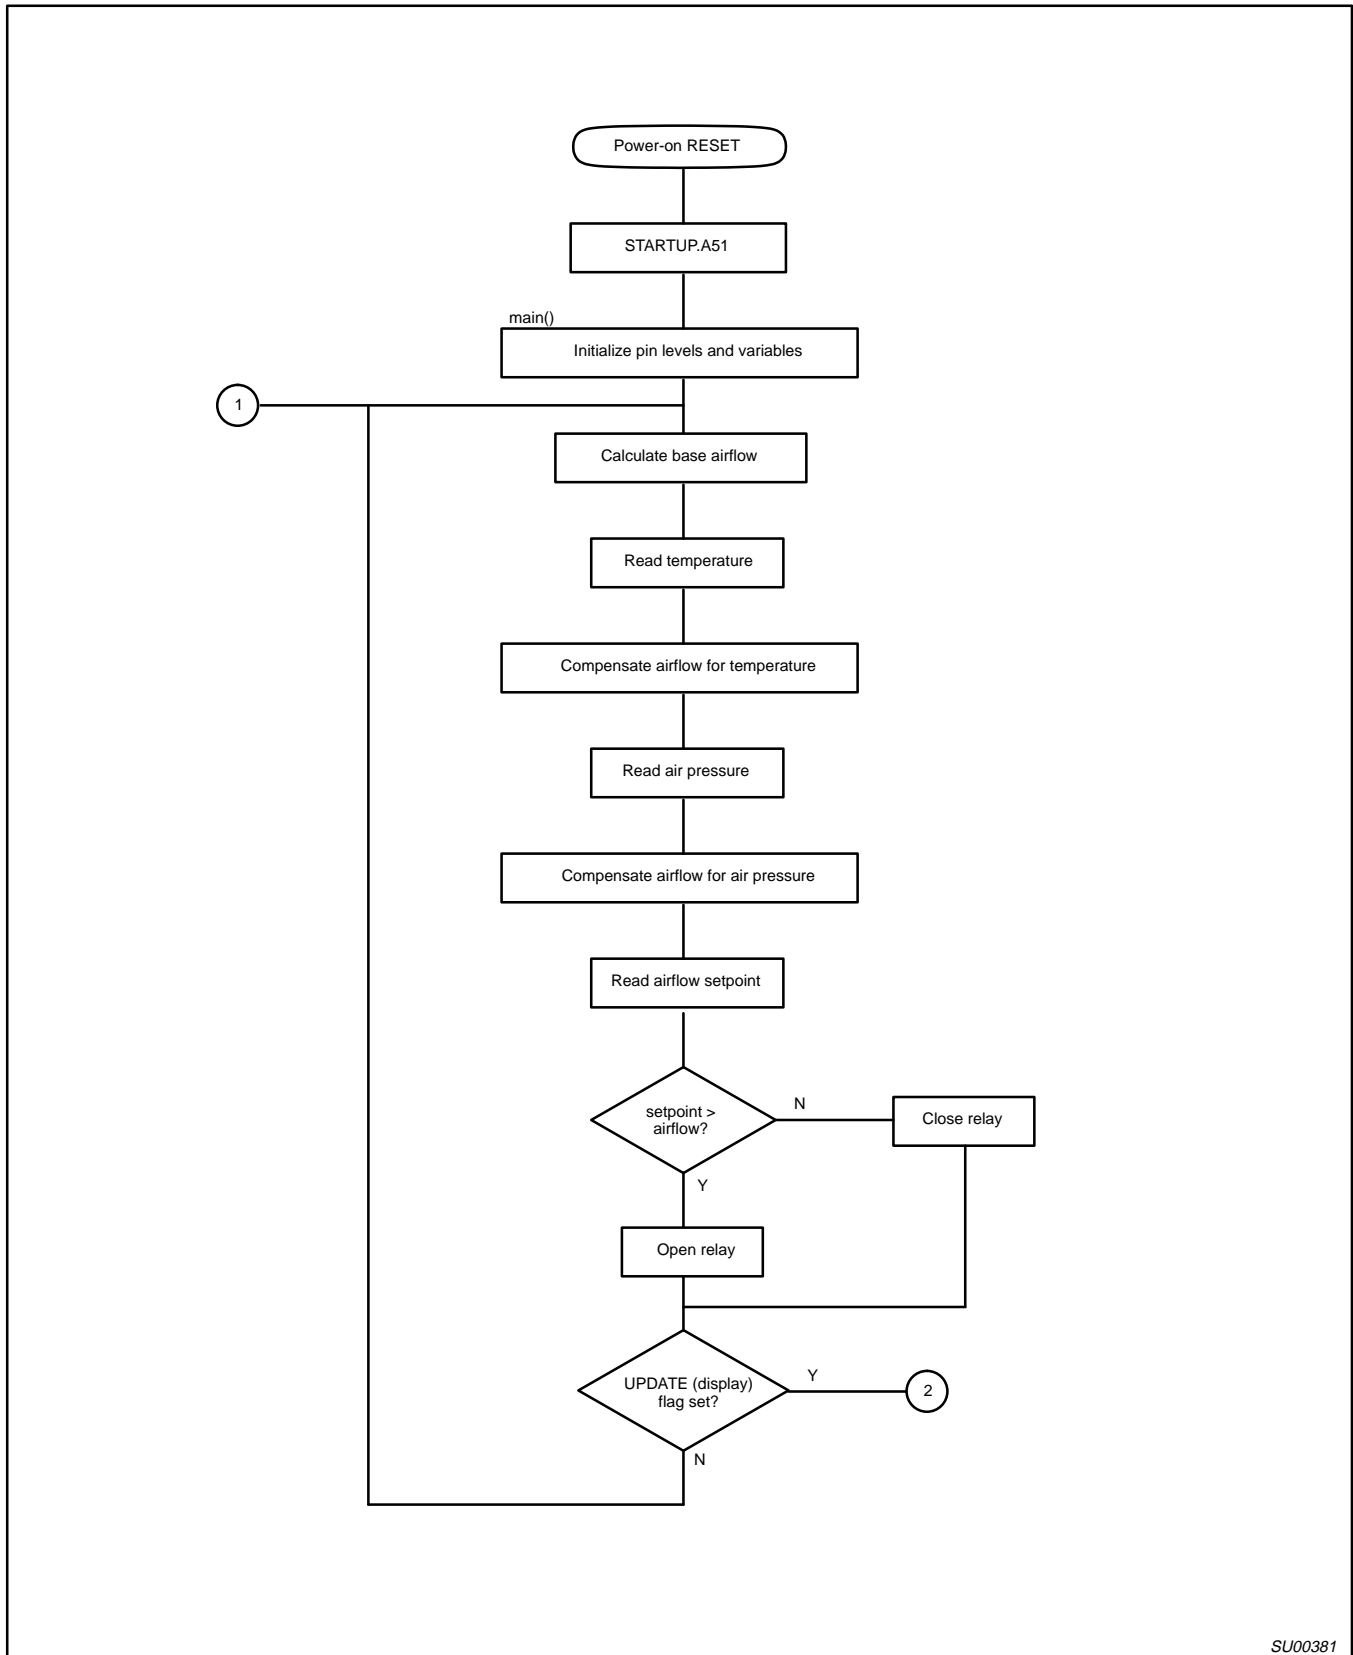 Power-on RESET
STARTUP.A51
main()
Initialize pin levels and variables
1
Calculate base airflow
Read temperature
Compensate airflow for temperature
Read air pressure
Compensate airflow for air pressure
Read airflow setpoint
setpoint >
airflow?
N
Close relay
Y
Open relay
UPDATE (display)
flag set?
Y
2
N
SU00381